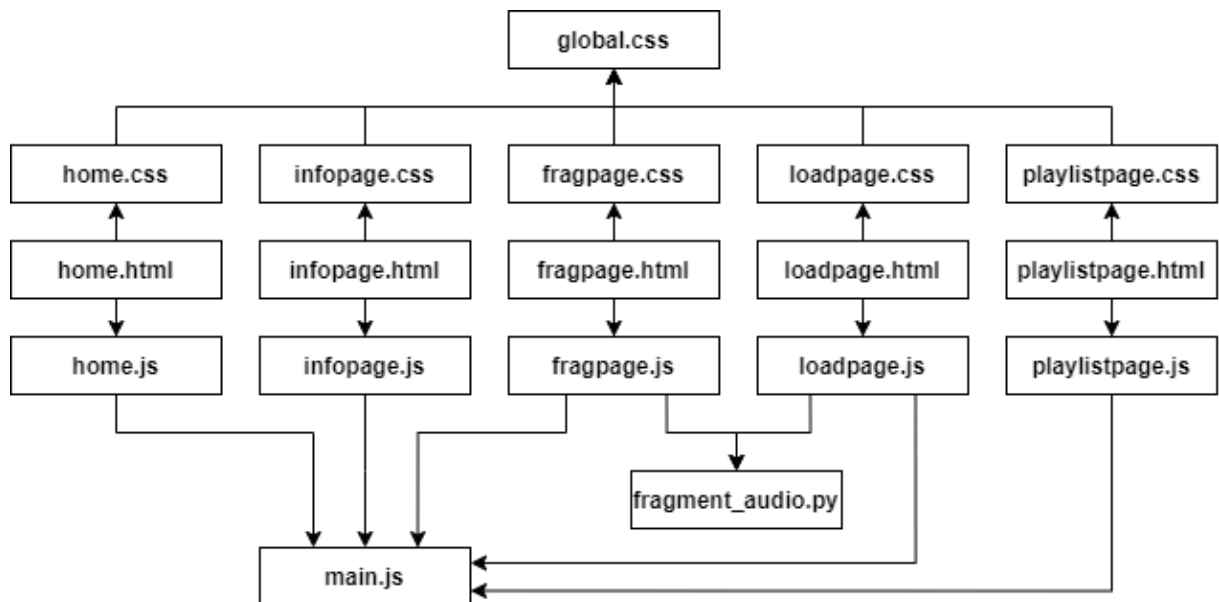 global.css
home.css
infopage.css
fragpage.css
loadpage.css
playlistpage.css
home.html
infopage.html
fragpage.html
loadpage.html
playlistpage.html
home.js
infopage.js
fragpage.js
loadpage.js
playlistpage.js
fragment_audio.py
main.js